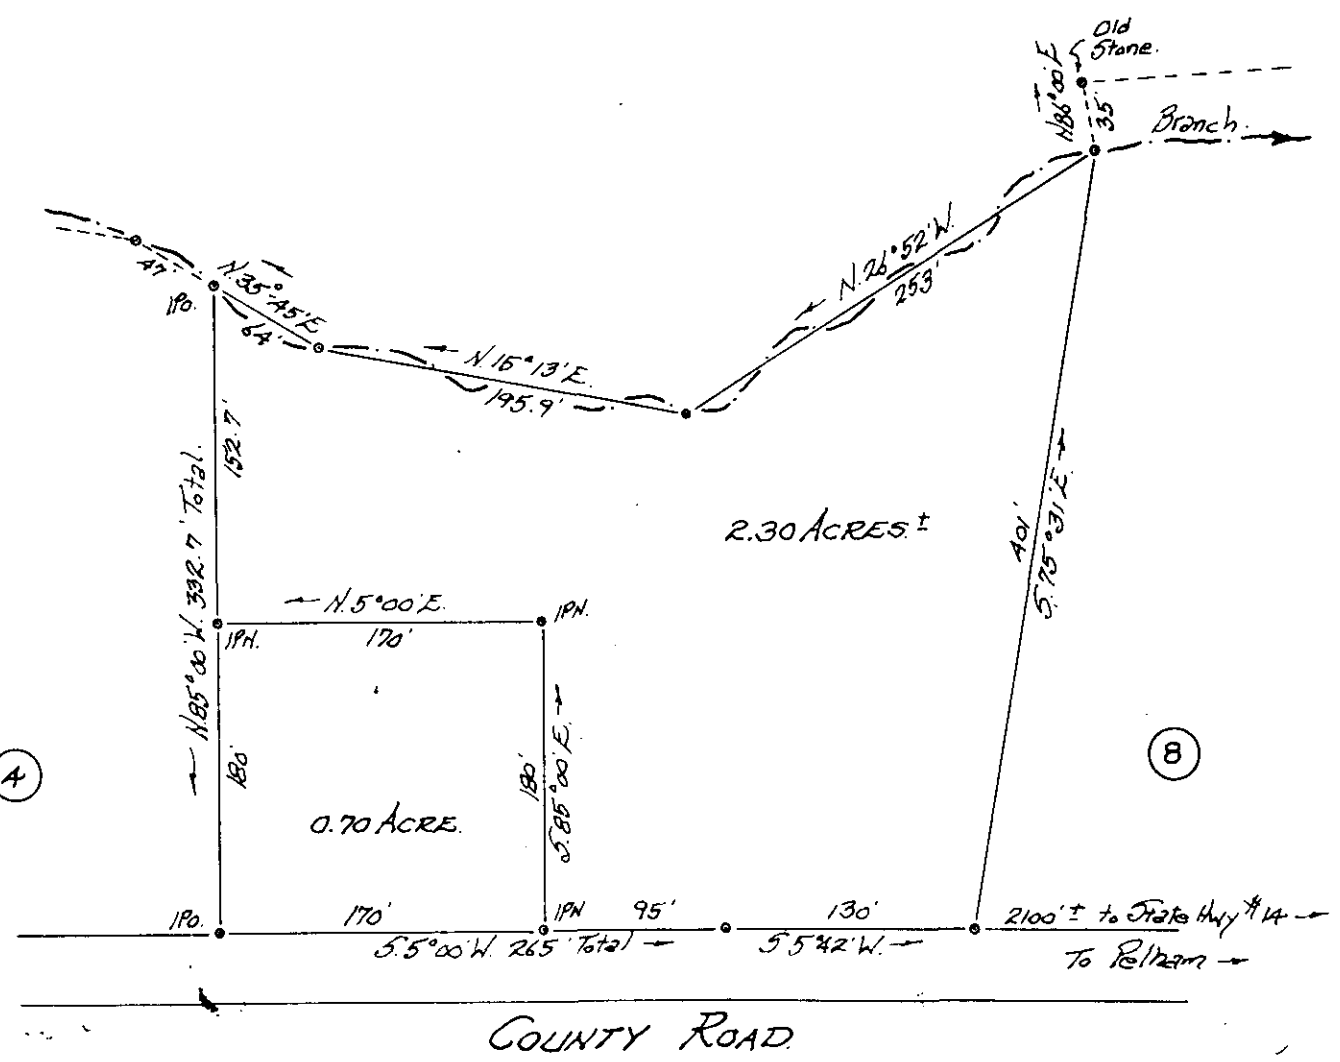 Old
Stone.
N.86°00'E
35'
Branch.
N.26°52'W.
253'
47'
N.35°45'E
64'
IPO.
N.15°13'E.
195.9'
152.7'
N.85°00'W. 332.7' Total.
2.30 ACRES.±
401'
S.75°31'E
N.5°00'E.
170'
IPN.
IPN.
180'
180'
S.85°00'E.
4
8
0.70 ACRE.
IPO.
170'
IPN
95'
130'
2100'± to State Hwy #14
S.5°00'W. 265' Total
S5°42'W.
To Pelham
COUNTY ROAD.